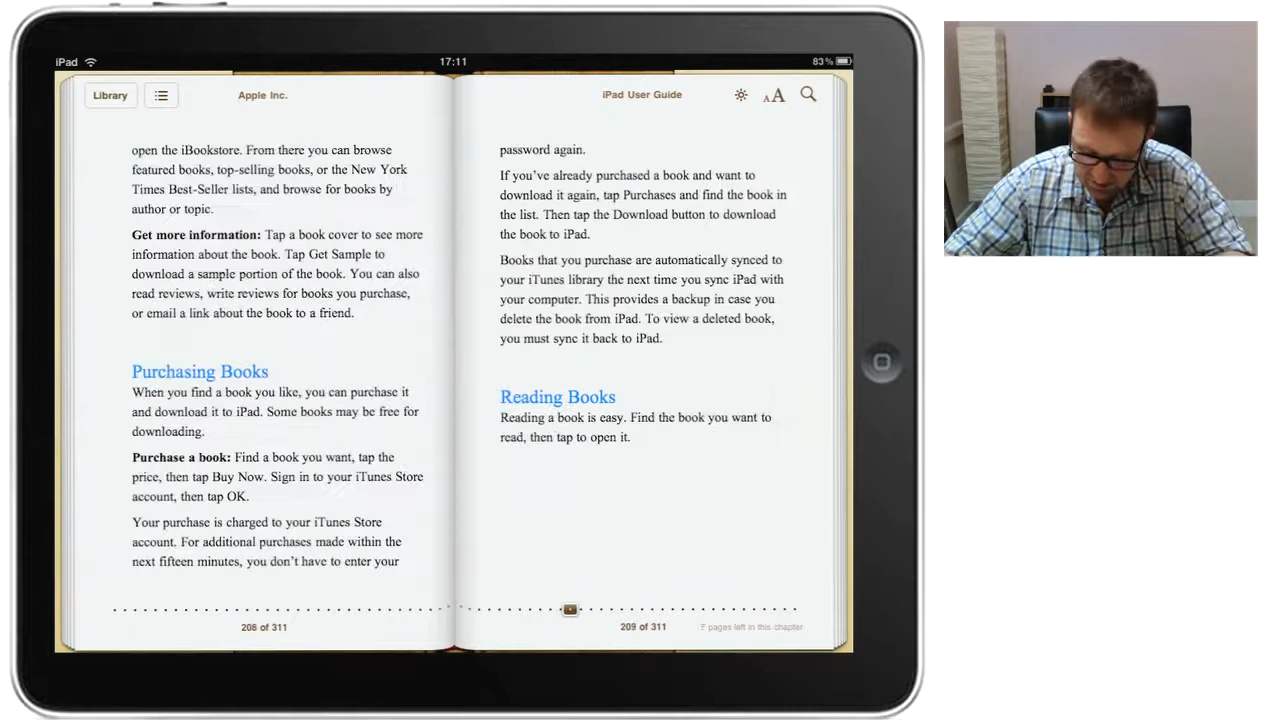 iPad 17:11 83%
Library Apple Inc. iPad User Guide AA
open the iBookstore. From there you can browse
featured books, top-selling books, or the New York
Times Best-Seller lists, and browse for books by
author or topic.
Get more information: Tap a book cover to see more
information about the book. Tap Get Sample to
download a sample portion of the book. You can also
read reviews, write reviews for books you purchase,
or email a link about the book to a friend.
Purchasing Books
When you find a book you like, you can purchase it
and download it to iPad. Some books may be free for
downloading.
Purchase a book: Find a book you want, tap the
price, then tap Buy Now. Sign in to your iTunes Store
account, then tap OK.
Your purchase is charged to your iTunes Store
account. For additional purchases made within the
next fifteen minutes, you don’t have to enter your
208 of 311
password again.
If you’ve already purchased a book and want to
download it again, tap Purchases and find the book in
the list. Then tap the Download button to download
the book to iPad.
Books that you purchase are automatically synced to
your iTunes library the next time you sync iPad with
your computer. This provides a backup in case you
delete the book from iPad. To view a deleted book,
you must sync it back to iPad.
Reading Books
Reading a book is easy. Find the book you want to
read, then tap to open it.
209 of 311 pages left in this chapter